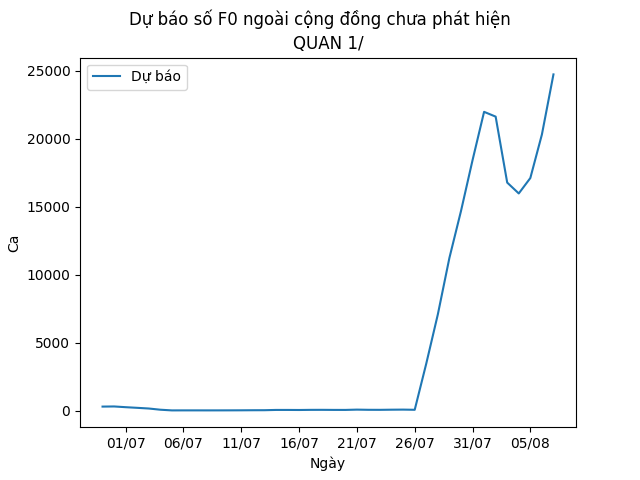 Dự báo số F0 ngoài cộng đồng chưa phát hiện
QUAN 1/
Dự báo
25000
20000
15000
10000
5000
0
Ca
01/07 06/07 11/07 16/07 21/07 26/07 31/07 05/08
Ngày